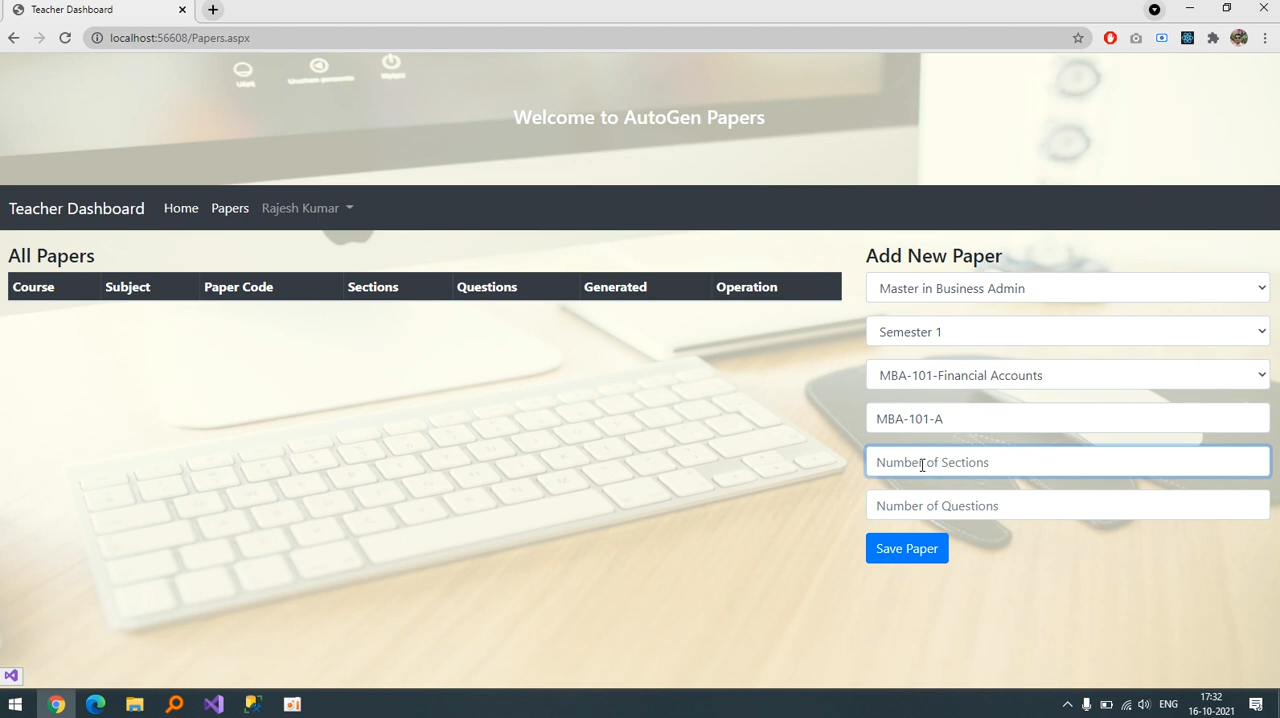 Teacher Dashboard
localhost:56608/Papers.aspx
Welcome to AutoGen Papers
Teacher Dashboard Home Papers Rajesh Kumar
All Papers
Course Subject Paper Code Sections Questions Generated Operation
Add New Paper
Master in Business Admin
Semester 1
MBA-101-Financial Accounts
MBA-101-A
Number of Sections
Number of Questions
Save Paper
ENG
17:32
16-10-2021